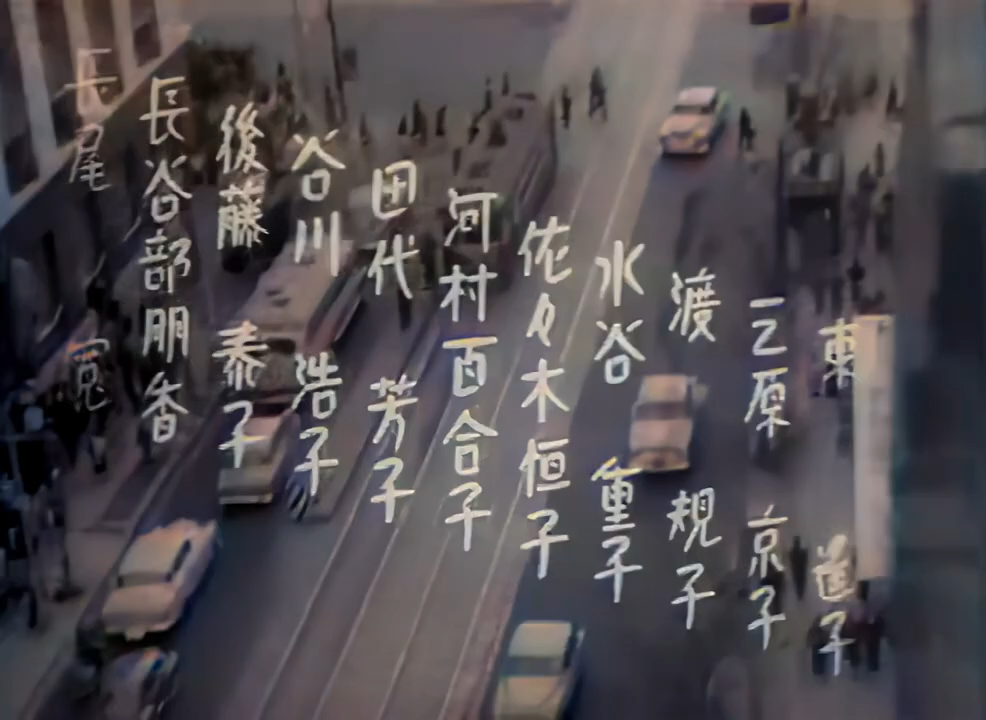 東 道子
三原 京子
渡 規子
水谷 重子
佐々木恒子
河村百合子
田代 芳子
谷川 浩子
後藤 泰子
長谷部朋香
長尾 寛